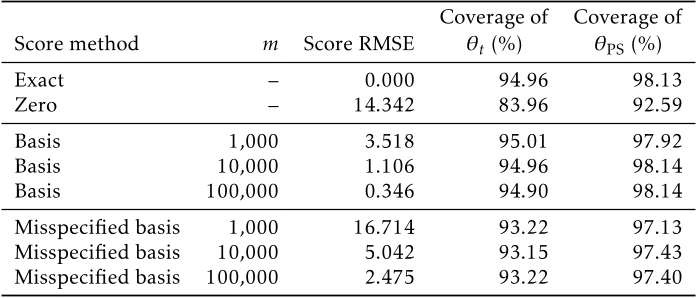 Coverage of Coverage of
Score method m Score RMSE θt (%) θPS (%)
Exact – 0.000 94.96 98.13
Zero – 14.342 83.96 92.59
Basis 1,000 3.518 95.01 97.92
Basis 10,000 1.106 94.96 98.14
Basis 100,000 0.346 94.90 98.14
Misspecified basis 1,000 16.714 93.22 97.13
Misspecified basis 10,000 5.042 93.15 97.43
Misspecified basis 100,000 2.475 93.22 97.40